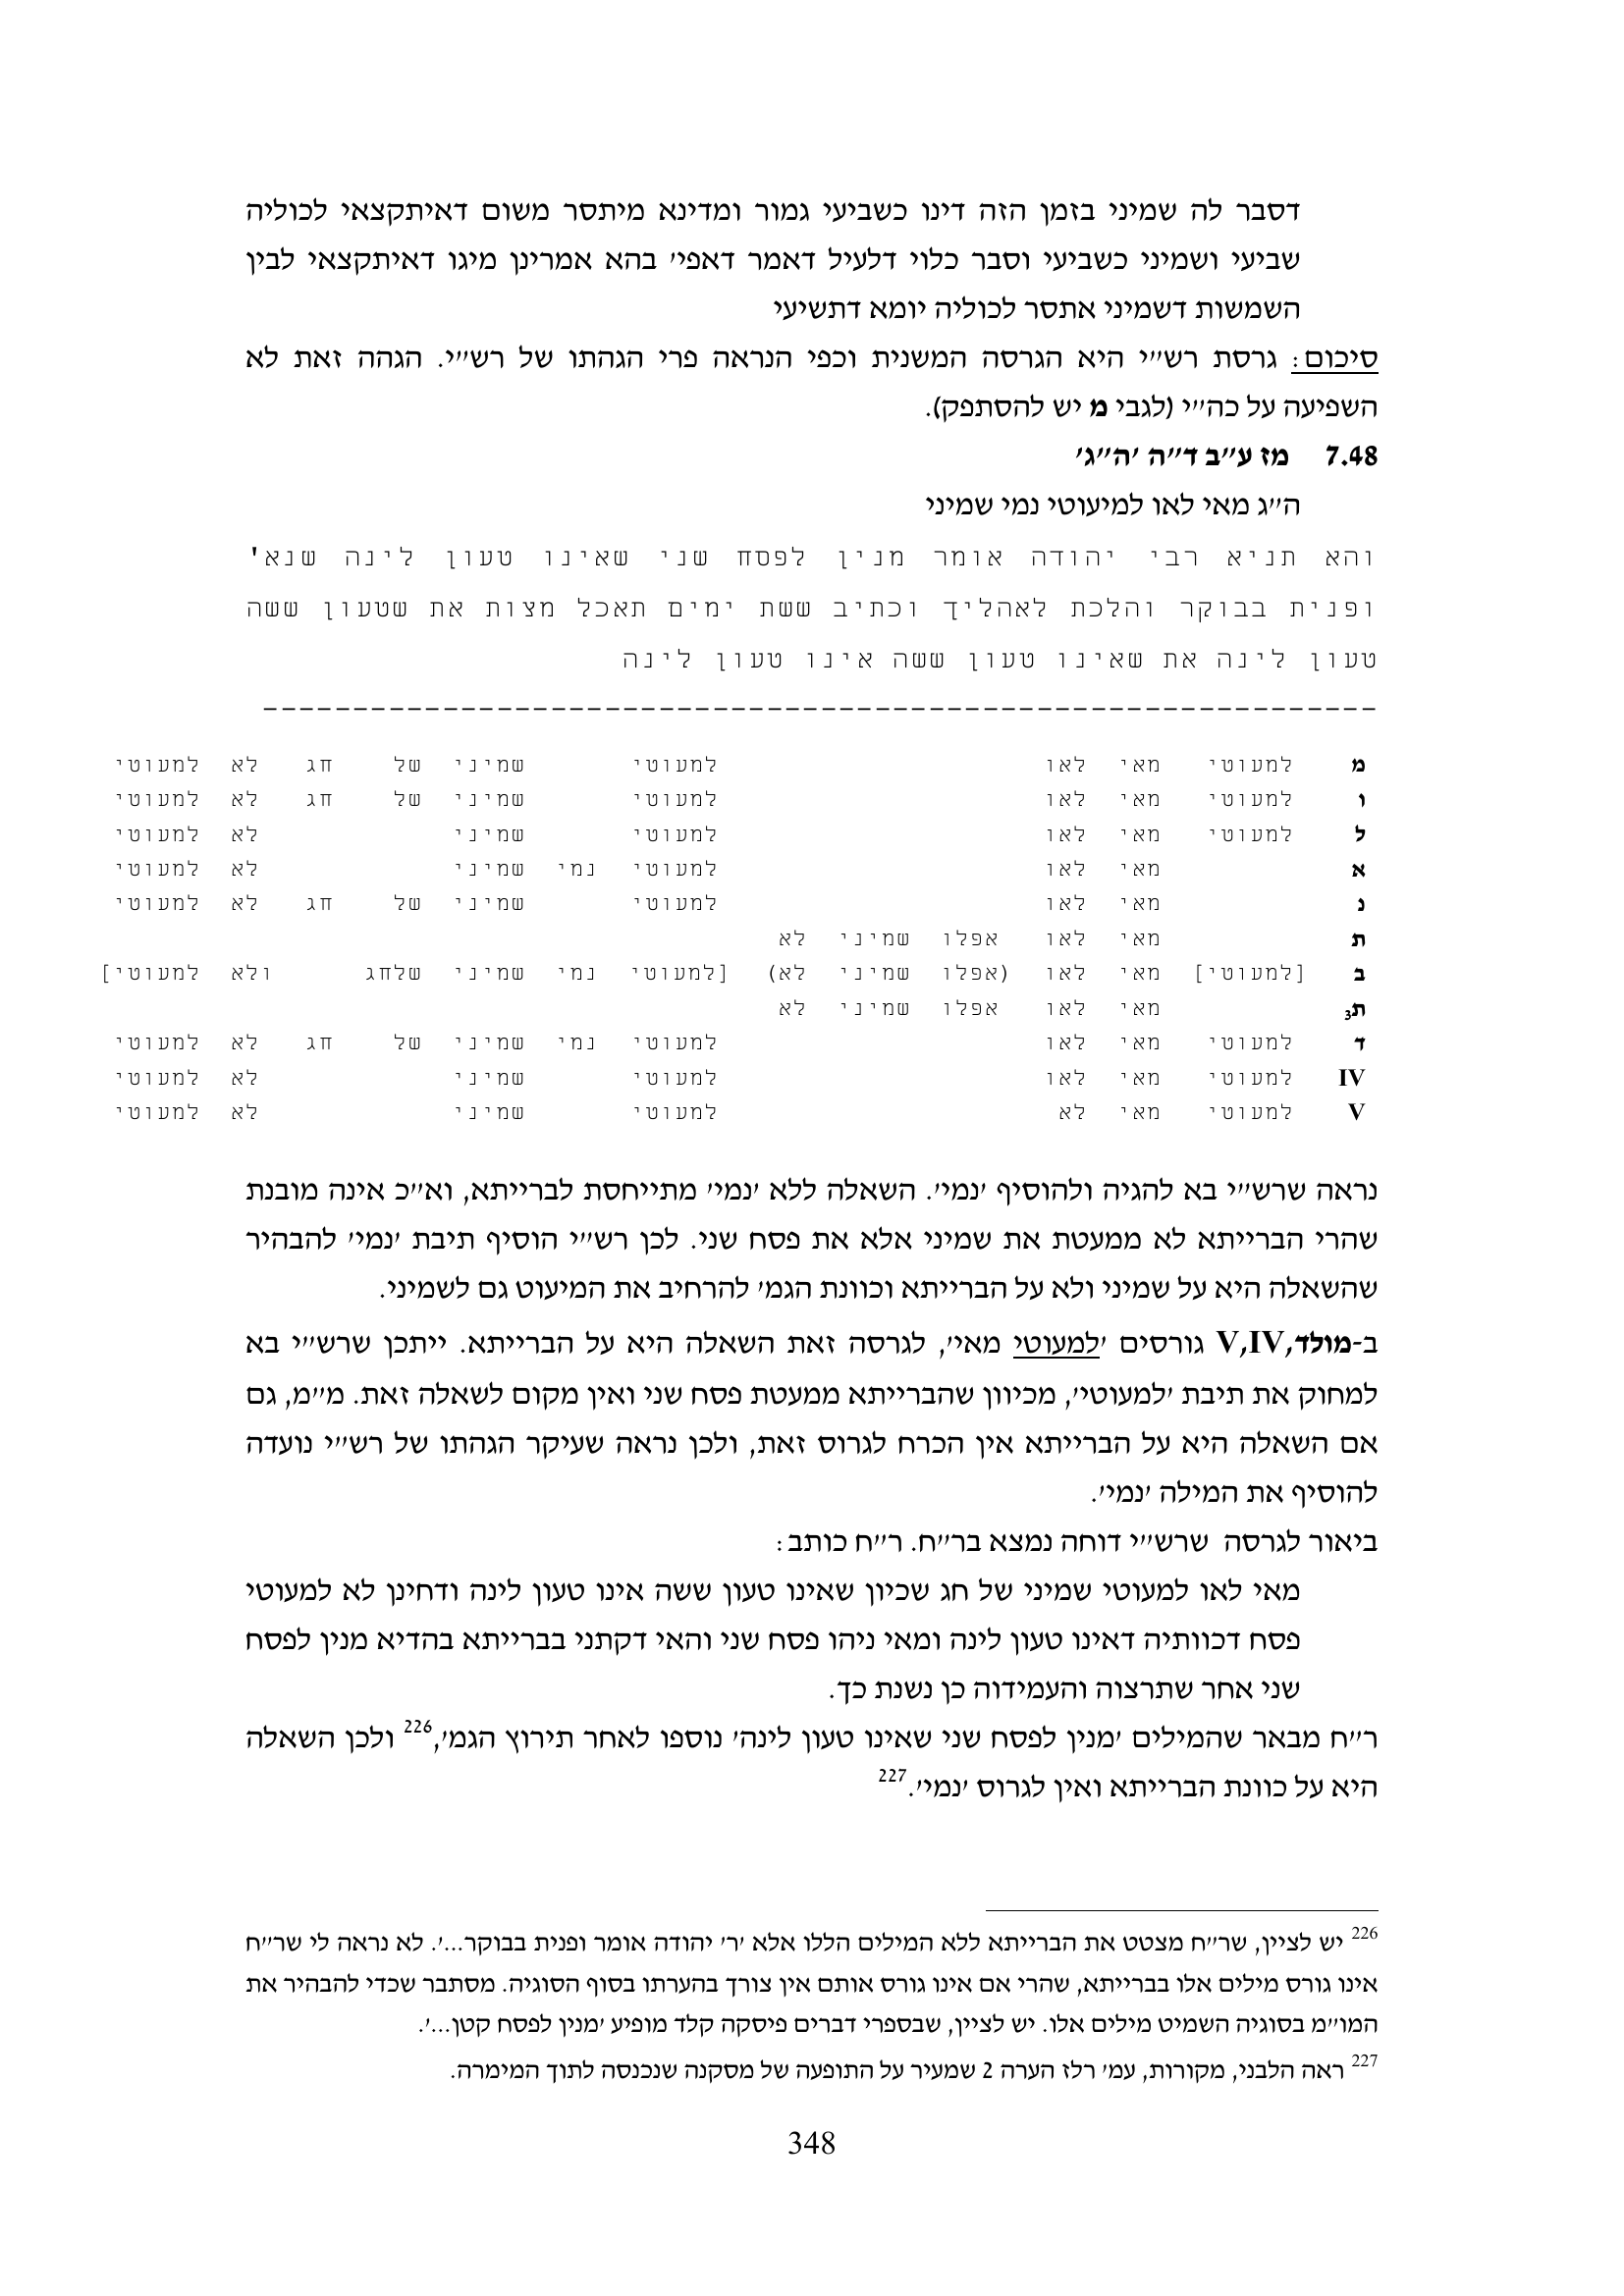 דסבר לה שמיני בזמן הזה דינו כשביעי גמור ומדינא מיתסר משום דאיתקצאי לכוליה
שביעי ושמיני כשביעי וסבר כלוי דלעיל דאמר דאפי׳ בהא אמרינן מיגו דאיתקצאי לבין
השמשות דשמיני אתסר לכוליה יומא דתשיעי
סיכום: גרסת רש״י היא הגרסה המשנית וכפי הנראה פרי הגהתו של רש״י. הגהה זאת לא
השפיעה על כה״י (לגבי מ יש להסתפק).
7.48 מז ע״ב ד״ה ׳ה״ג׳
ה״ג מאי לאו למיעוטי נמי שמיני
והא תניא רבי יהודה אומר מנין לפסח שני שאינו טעון לינה שנא'
ופנית בבוקר והלכת לאהליך וכתיב ששת ימים תאכל מצות את שטעון ששה
טעון לינה את שאינו טעון ששה אינו טעון לינה
--------------------------------------------------------------
מ למעוטי מאי לאו למעוטי שמיני של חג לא למעוטי
ו למעוטי מאי לאו למעוטי שמיני של חג לא למעוטי
ל למעוטי מאי לאו למעוטי שמיני לא למעוטי
א מאי לאו למעוטי נמי שמיני לא למעוטי
נ מאי לאו למעוטי שמיני של חג לא למעוטי
ת מאי לאו אפלו שמיני לא
ב [למעוטי] מאי לאו (אפלו שמיני לא) [למעוטי נמי שמיני שלחג ולא למעוטי]
ת3 מאי לאו אפלו שמיני לא
ד למעוטי מאי לאו למעוטי נמי שמיני של חג לא למעוטי
IV למעוטי מאי לאו למעוטי שמיני לא למעוטי
V למעוטי מאי לא למעוטי שמיני לא למעוטי
נראה שרש״י בא להגיה ולהוסיף ׳נמי׳. השאלה ללא ׳נמי׳ מתייחסת לברייתא, וא״כ אינה מובנת
שהרי הברייתא לא ממעטת את שמיני אלא את פסח שני. לכן רש״י הוסיף תיבת ׳נמי׳ להבהיר
שהשאלה היא על שמיני ולא על הברייתא וכוונת הגמ׳ להרחיב את המיעוט גם לשמיני.
ב-מולד,V,IV גורסים ׳למעוטי מאי׳, לגרסה זאת השאלה היא על הברייתא. ייתכן שרש״י בא
למחוק את תיבת ׳למעוטי׳, מכיוון שהברייתא ממעטת פסח שני ואין מקום לשאלה זאת. מ״מ, גם
אם השאלה היא על הברייתא אין הכרח לגרוס זאת, ולכן נראה שעיקר הגהתו של רש״י נועדה
להוסיף את המילה ׳נמי׳.
ביאור לגרסה שרש״י דוחה נמצא בר״ח. ר״ח כותב:
מאי לאו למעוטי שמיני של חג שכיון שאינו טעון ששה אינו טעון לינה ודחינן לא למעוטי
פסח דכוותיה דאינו טעון לינה ומאי ניהו פסח שני והאי דקתני בברייתא בהדיא מנין לפסח
שני אחר שתרצוה והעמידוה כן נשנת כך.
ר״ח מבאר שהמילים ׳מנין לפסח שני שאינו טעון לינה׳ נוספו לאחר תירוץ הגמ׳,226 ולכן השאלה
היא על כוונת הברייתא ואין לגרוס ׳נמי׳.227
226 יש לציין, שר״ח מצטט את הברייתא ללא המילים הללו אלא ׳ר׳ יהודה אומר ופנית בבוקר...׳. לא נראה לי שר״ח
אינו גורס מילים אלו בברייתא, שהרי אם אינו גורס אותם אין צורך בהערתו בסוף הסוגיה. מסתבר שכדי להבהיר את
המו״מ בסוגיה השמיט מילים אלו. יש לציין, שבספרי דברים פיסקה קלד מופיע ׳מנין לפסח קטן...׳.
227 ראה הלבני, מקורות, עמ׳ רלז הערה 2 שמעיר על התופעה של מסקנה שנכנסה לתוך המימרה.
348